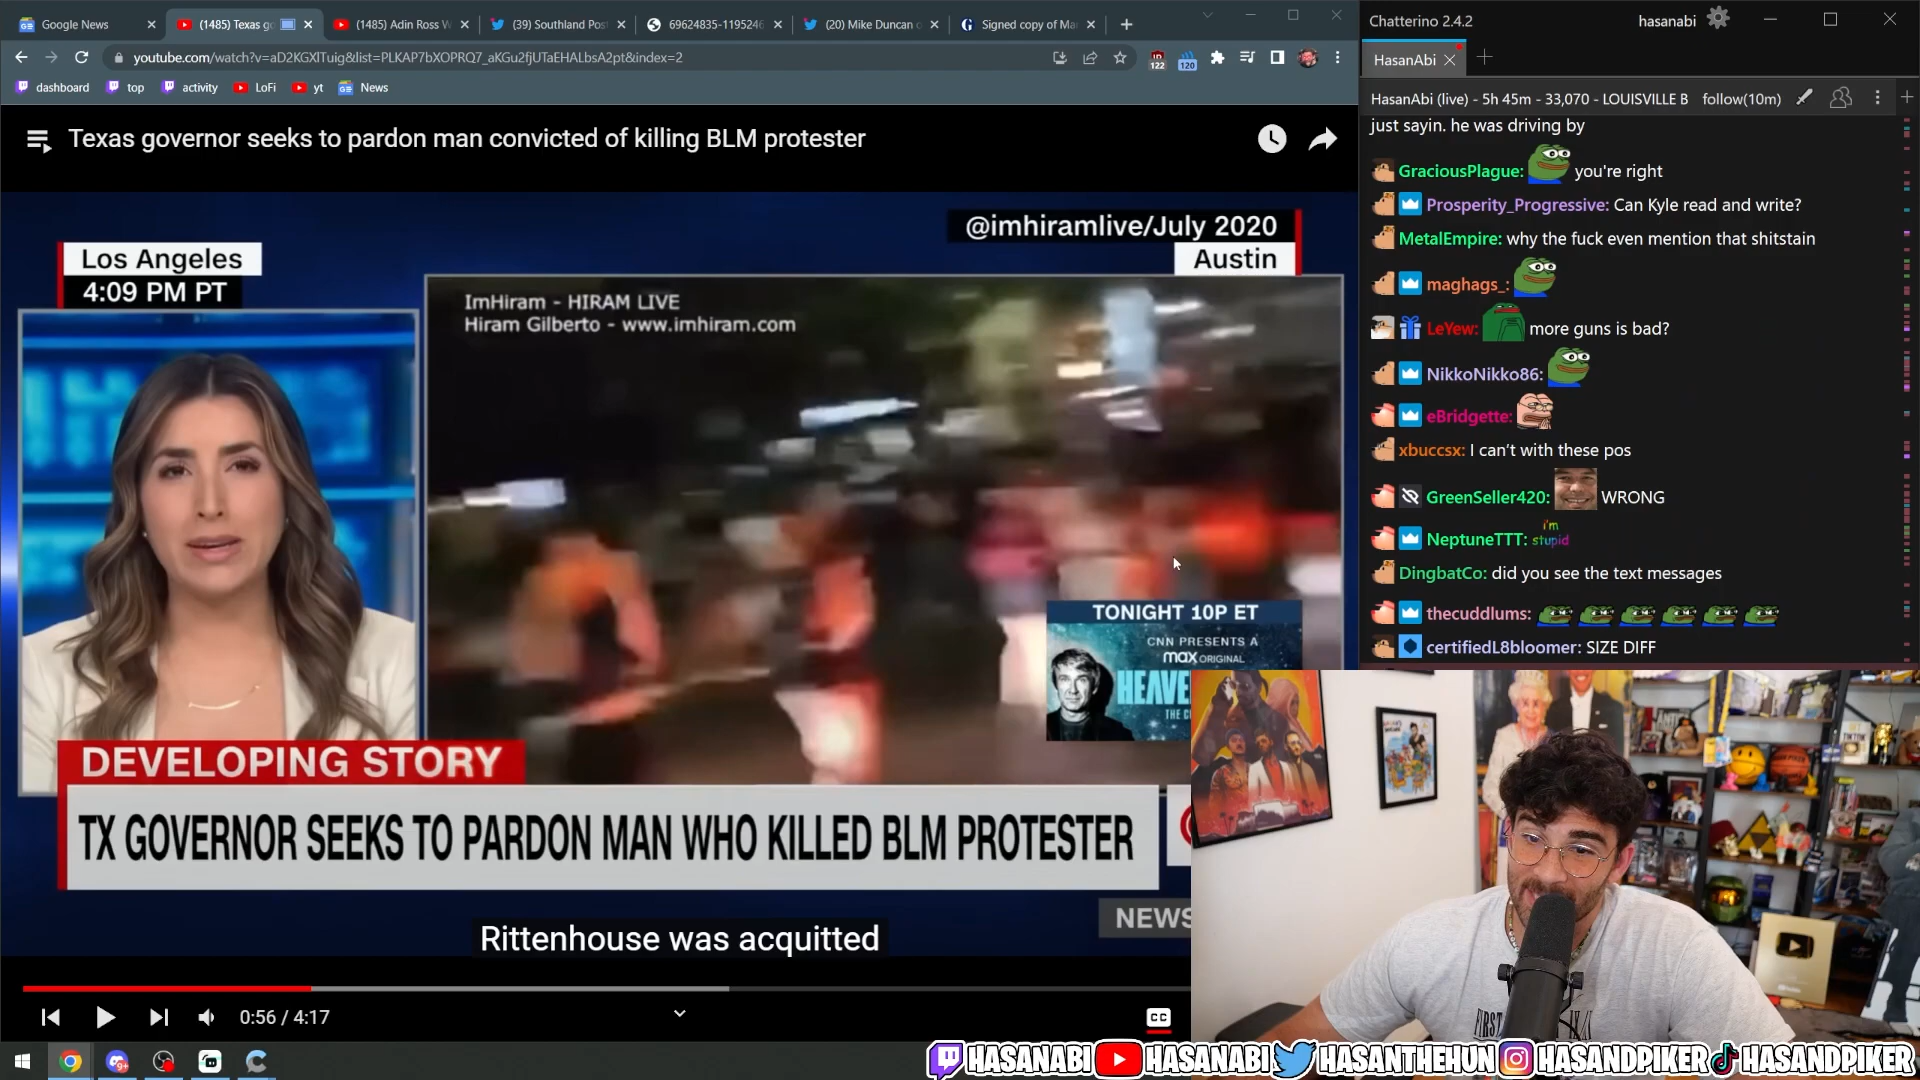 Google News
(1485) Texas go
(1485) Adin Ross W
(39) Southland Pos
69624835-1195246
(20) Mike Duncan o
Signed copy of Ma
youtube.com/watch?v=aD2KGXlTuig&list=PLKAP7bXOPRQ7_aKGu2fjUTaEHALbsA2pt&index=2
122
120
dashboard
top
activity
LoFi
yt
News
Texas governor seeks to pardon man convicted of killing BLM protester
@imhiramlive/July 2020
Los Angeles
Austin
4:09 PM PT
ImHiram - HIRAM LIVE
Hiram Gilberto - www.imhiram.com
TONIGHT 10P ET
CNN PRESENTS A
max ORIGINAL
HEAVE
THE C
DEVELOPING STORY
TX GOVERNOR SEEKS TO PARDON MAN WHO KILLED BLM PROTESTER
NEWS
Rittenhouse was acquitted
0:56 / 4:17
CC
Chatterino 2.4.2
hasanabi
HasanAbi
HasanAbi (live) - 5h 45m - 33,070 - LOUISVILLE B
follow(10m)
just sayin. he was driving by
GraciousPlague: you're right
Prosperity_Progressive: Can Kyle read and write?
MetalEmpire: why the fuck even mention that shitstain
maghags_:
LeYew: more guns is bad?
NikkoNikko86:
eBridgette:
xbuccsx: I can't with these pos
GreenSeller420: WRONG
NeptuneTTT: i'm stupid
DingbatCo: did you see the text messages
thecuddlums:
certifiedL8bloomer: SIZE DIFF
HASANABI
HASANABI
HASANTHEHUN
HASANDPIKER
HASANDPIKER